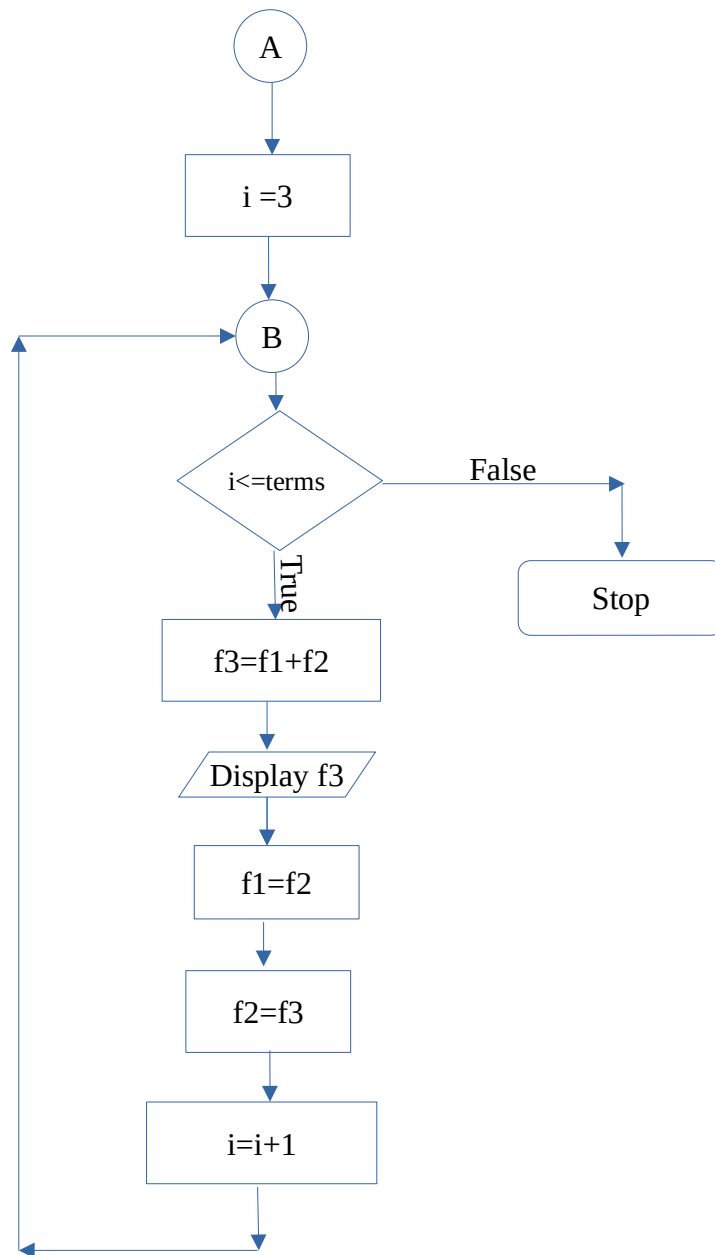 A
i =3
B
i<=terms
False
True
Stop
f3=f1+f2
Display f3
f1=f2
f2=f3
i=i+1